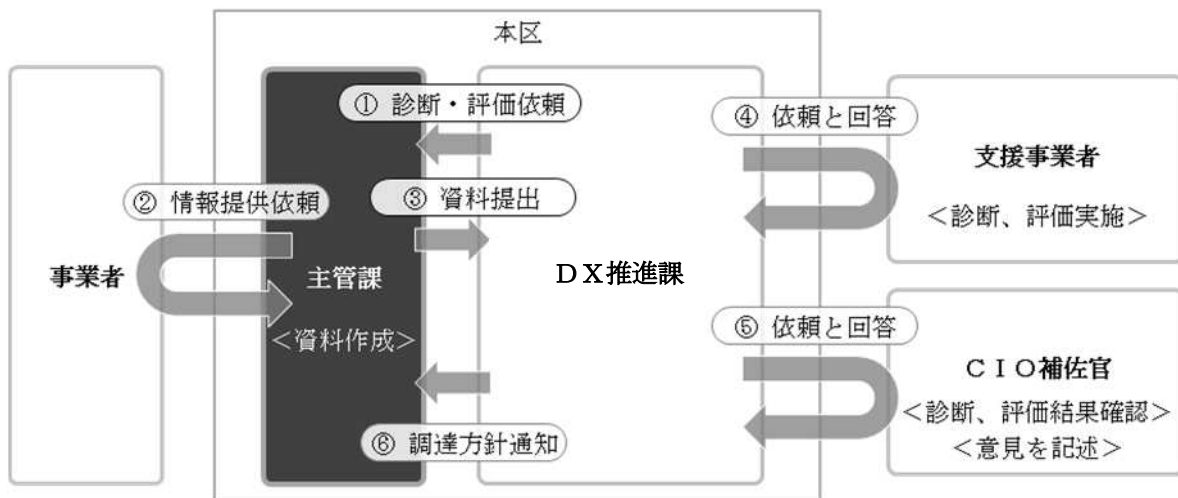 本区
① 診断・評価依頼
④ 依頼と回答
支援事業者
＜診断、評価実施＞
② 情報提供依頼
③ 資料提出
事業者
主管課
＜資料作成＞
ＤＸ推進課
⑤ 依頼と回答
ＣＩＯ補佐官
＜診断、評価結果確認＞
＜意見を記述＞
⑥ 調達方針通知